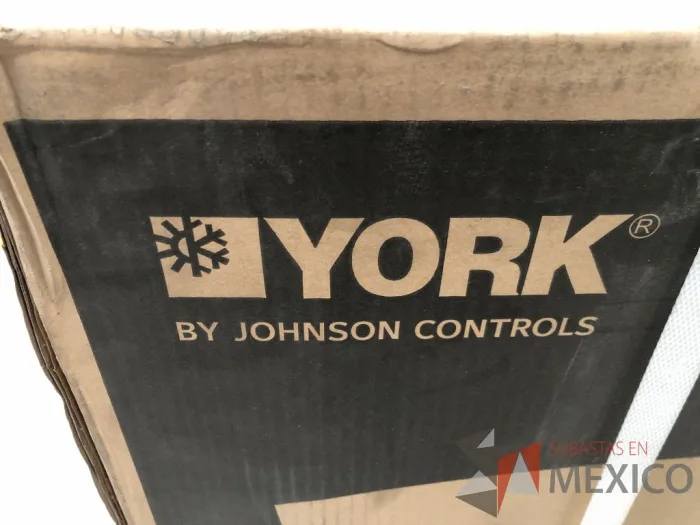 YORK®
BY JOHNSON CONTROLS
SUBASTAS EN
MEXICO